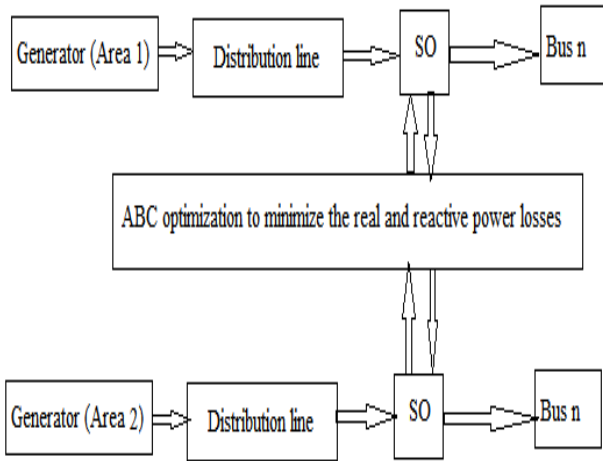 Generator (Area 1)
Distribution line
SO
Bus n
ABC optimization to minimize the real and reactive power losses
Generator (Area 2)
Distribution line
SO
Bus n